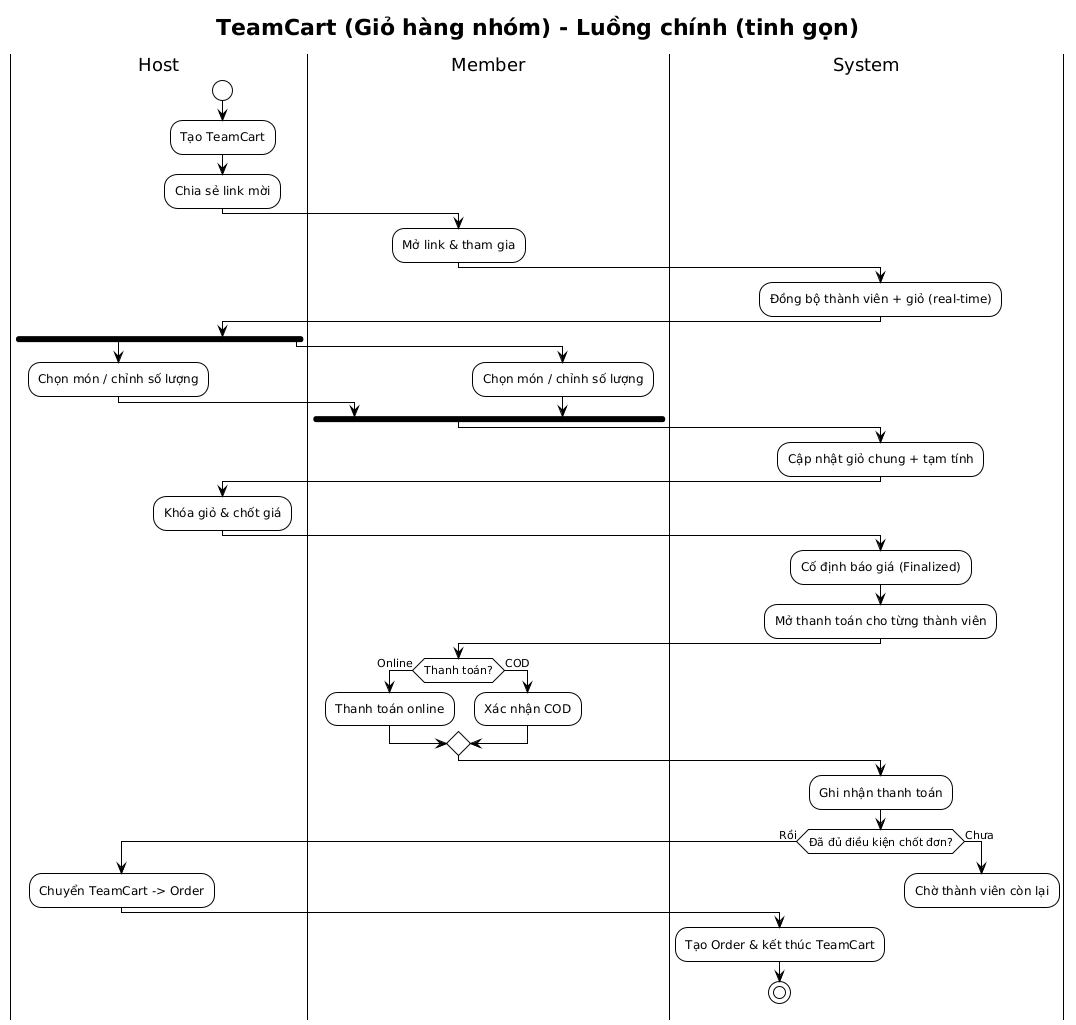 TeamCart (Giỏ hàng nhóm) - Luồng chính (tinh gọn)
Host
Member
System
Tạo TeamCart
Chia sẻ link mời
Mở link & tham gia
Đồng bộ thành viên + giỏ (real-time)
Chọn món / chỉnh số lượng
Chọn món / chỉnh số lượng
Cập nhật giỏ chung + tạm tính
Khóa giỏ & chốt giá
Cố định báo giá (Finalized)
Mở thanh toán cho từng thành viên
Online
Thanh toán?
COD
Thanh toán online
Xác nhận COD
Ghi nhận thanh toán
Rồi
Đã đủ điều kiện chốt đơn?
Chưa
Chuyển TeamCart -> Order
Chờ thành viên còn lại
Tạo Order & kết thúc TeamCart